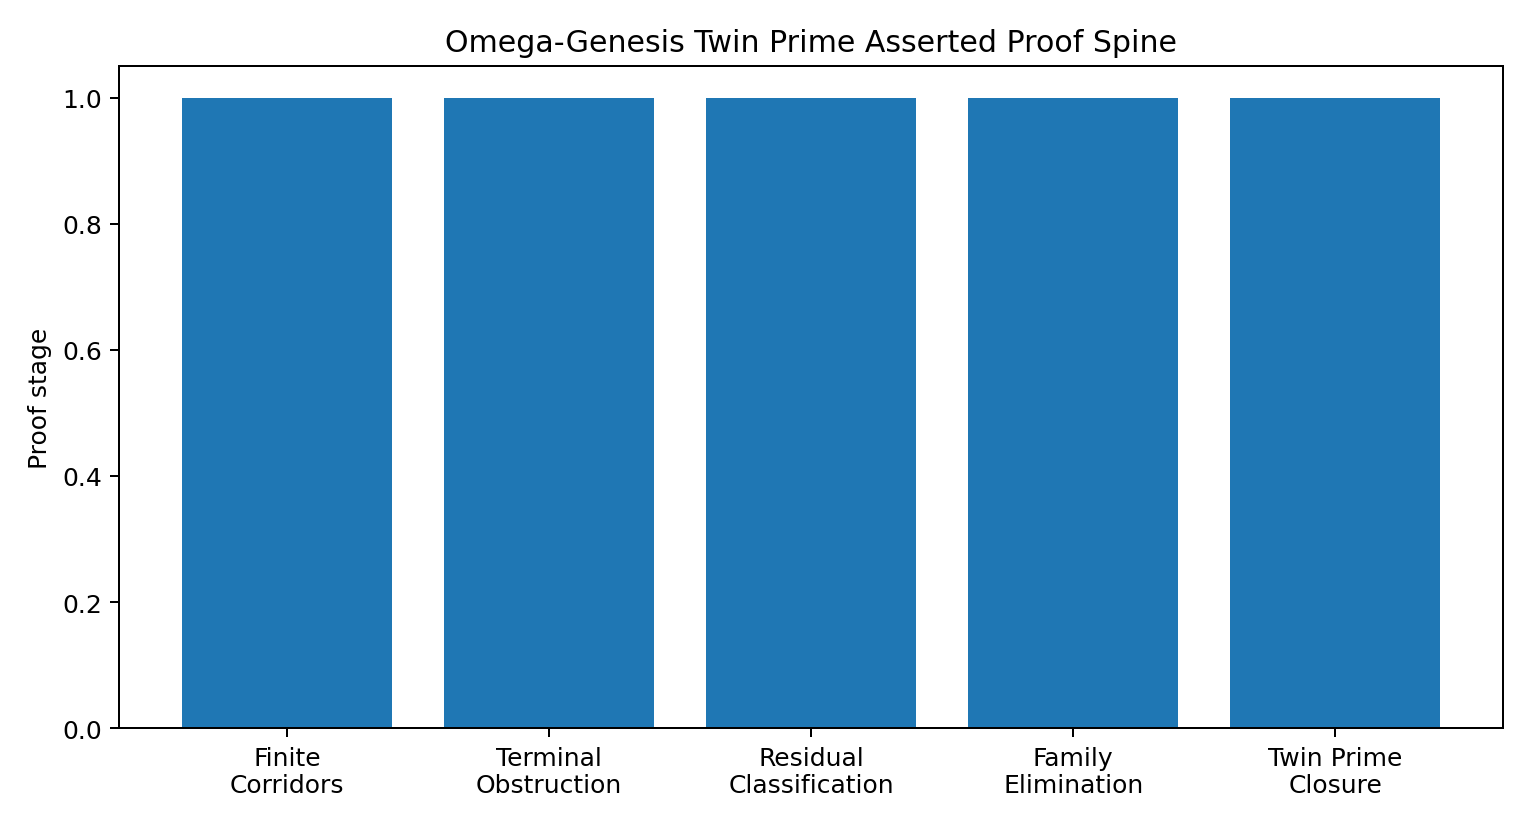 Omega-Genesis Twin Prime Asserted Proof Spine
Proof stage
1.0
0.8
0.6
0.4
0.2
0.0
Finite
Corridors
Terminal
Obstruction
Residual
Classification
Family
Elimination
Twin Prime
Closure